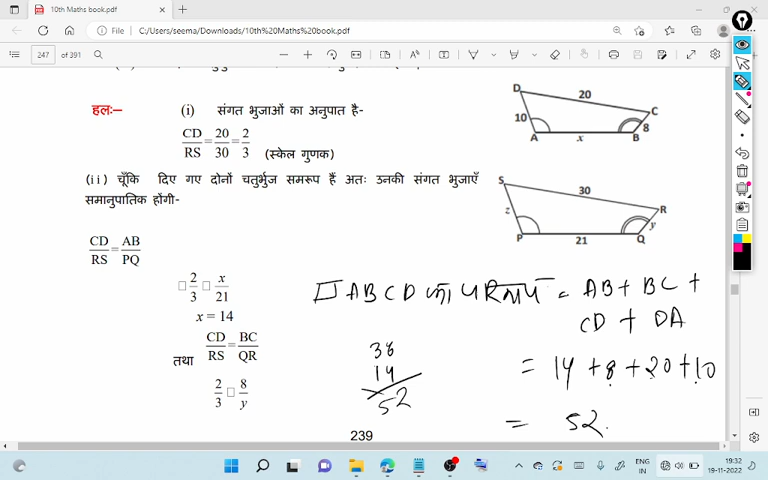 10th Maths book.pdf
File
C:/Users/seema/Downloads/10th%20Maths%20book.pdf
247 of 391
हलः– (i) संगत भुजाओं का अनुपात है-
CD/RS = 20/30 = 2/3 (स्केल गुणक)
(ii) चूँकि दिए गए दोनों चतुर्भुज समरूप हैं अतः उनकी संगत भुजाएँ
समानुपातिक होंगी-
CD/RS = AB/PQ
□ 2/3 □ x/21
x = 14
तथा CD/RS = BC/QR
2/3 □ 8/y
239
D 20 C
10 8
A x B
S 30 R
z y
P 21 Q
□ABCD का परिमाप = AB + BC +
CD + DA
= 14 + 8 + 20 + 10
= 52.
38
14
52
ENG
IN
19:32
19-11-2022